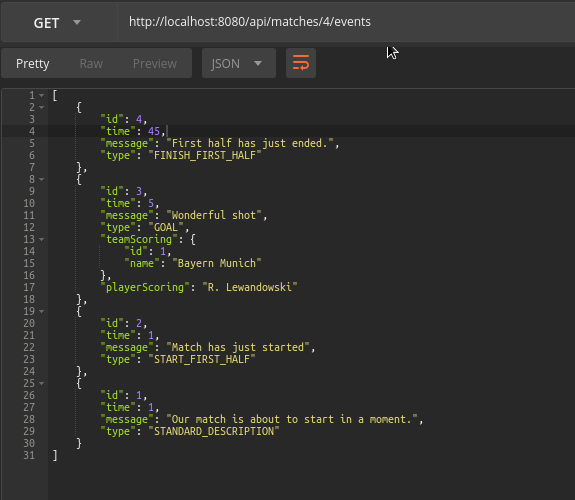 GET http://localhost:8080/api/matches/4/events
Pretty Raw Preview JSON
1 [
2 {
3 "id": 4,
4 "time": 45,
5 "message": "First half has just ended.",
6 "type": "FINISH_FIRST_HALF"
7 },
8 {
9 "id": 3,
10 "time": 5,
11 "message": "Wonderful shot",
12 "type": "GOAL",
13 "teamScoring": {
14 "id": 1,
15 "name": "Bayern Munich"
16 },
17 "playerScoring": "R. Lewandowski"
18 },
19 {
20 "id": 2,
21 "time": 1,
22 "message": "Match has just started",
23 "type": "START_FIRST_HALF"
24 },
25 {
26 "id": 1,
27 "time": 1,
28 "message": "Our match is about to start in a moment.",
29 "type": "STANDARD_DESCRIPTION"
30 }
31 ]